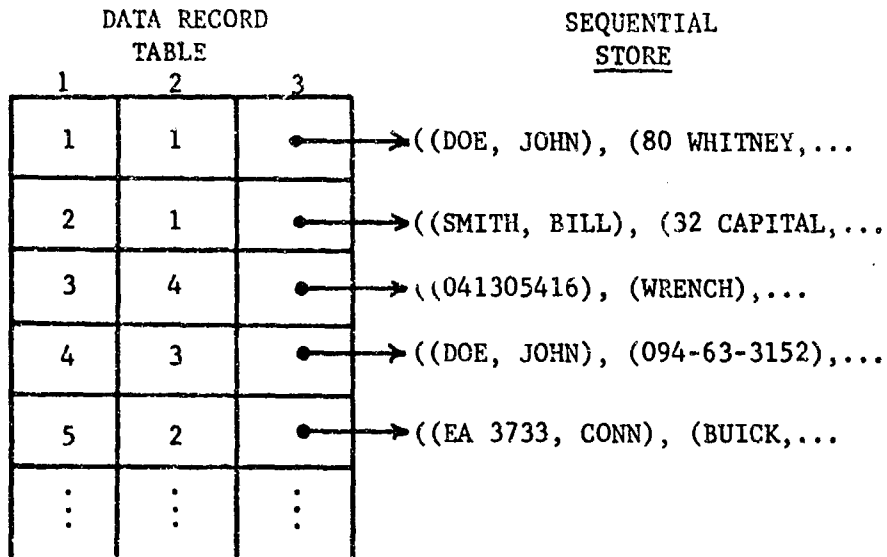 DATA RECORD
TABLE
SEQUENTIAL
STORE
1 2 3
1 1 ((DOE, JOHN), (80 WHITNEY,...
2 1 ((SMITH, BILL), (32 CAPITAL,...
3 4 ((041305416), (WRENCH),...
4 3 ((DOE, JOHN), (094-63-3152),...
5 2 ((EA 3733, CONN), (BUICK,...